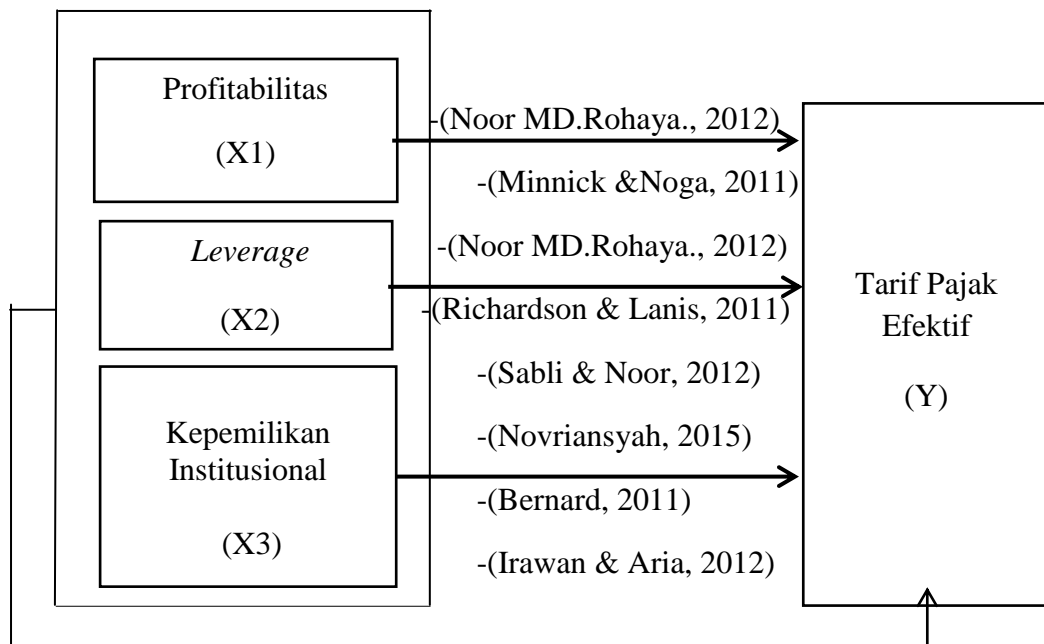 Profitabilitas
(X1)
-(Noor MD.Rohaya., 2012)
-(Minnick &Noga, 2011)
Leverage
(X2)
-(Noor MD.Rohaya., 2012)
-(Richardson & Lanis, 2011)
-(Sabli & Noor, 2012)
Kepemilikan
Institusional
(X3)
-(Novriansyah, 2015)
-(Bernard, 2011)
-(Irawan & Aria, 2012)
Tarif Pajak
Efektif
(Y)